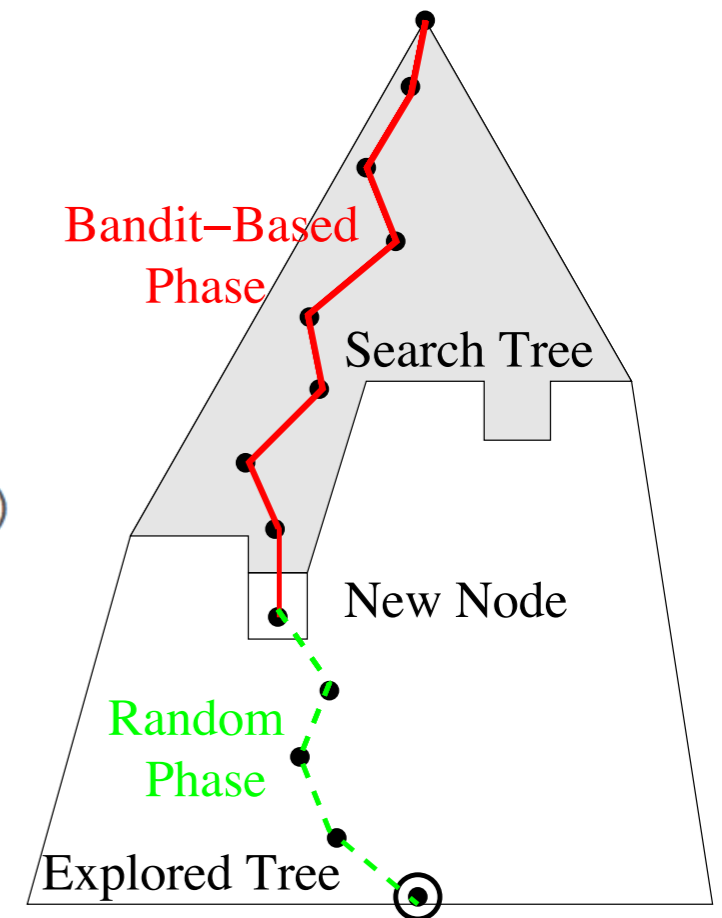 Bandit–Based
Phase
Search Tree
New Node
Random
Phase
Explored Tree